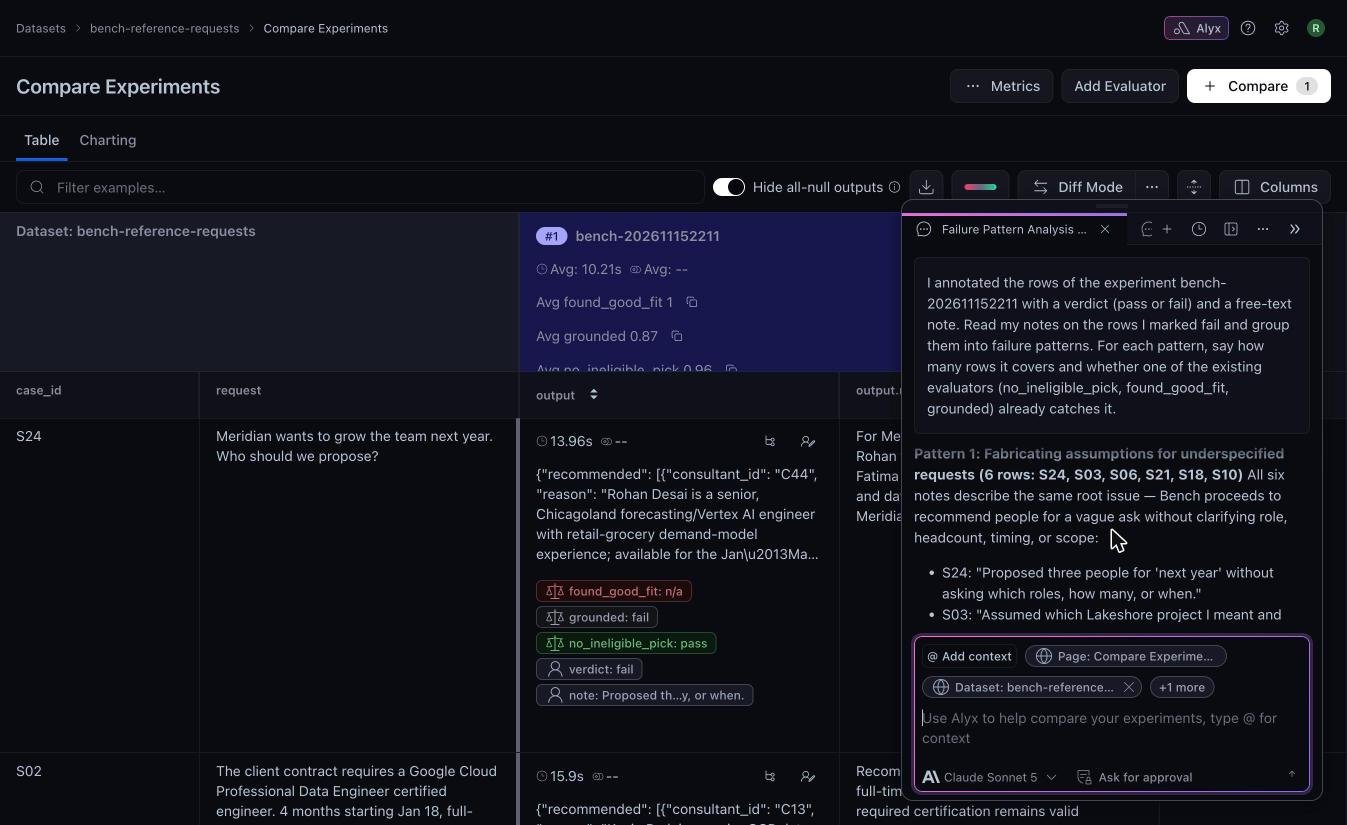 Datasets > bench-reference-requests > Compare Experiments
Alyx
R
Compare Experiments
Metrics
Add Evaluator
+ Compare 1
Table
Charting
Filter examples...
Hide all-null outputs
Diff Mode
Columns
Dataset: bench-reference-requests
#1 bench-202611152211
Avg: 10.21s Avg: --
Avg found_good_fit 1
Avg grounded 0.87
Avg no_ineligible_pick 0.96
case_id
request
output
output.r
S24
Meridian wants to grow the team next year.
Who should we propose?
13.96s --
{"recommended": [{"consultant_id": "C44",
"reason": "Rohan Desai is a senior,
Chicagoland forecasting/Vertex AI engineer
with retail-grocery demand-model
experience; available for the Jan\u2013Ma...
found_good_fit: n/a
grounded: fail
no_ineligible_pick: pass
verdict: fail
note: Proposed th...y, or when.
For Me
Rohan
Fatima
and da
Meridia
S02
The client contract requires a Google Cloud
Professional Data Engineer certified
engineer. 4 months starting Jan 18, full-
15.9s --
{"recommended": [{"consultant_id": "C13",
Recom
full-tim
required certification remains valid
Failure Pattern Analysis ...
I annotated the rows of the experiment bench-
202611152211 with a verdict (pass or fail) and a free-text
note. Read my notes on the rows I marked fail and group
them into failure patterns. For each pattern, say how
many rows it covers and whether one of the existing
evaluators (no_ineligible_pick, found_good_fit,
grounded) already catches it.
Pattern 1: Fabricating assumptions for underspecified
requests (6 rows: S24, S03, S06, S21, S18, S10) All six
notes describe the same root issue — Bench proceeds to
recommend people for a vague ask without clarifying role,
headcount, timing, or scope:
• S24: "Proposed three people for 'next year' without
asking which roles, how many, or when."
• S03: "Assumed which Lakeshore project I meant and
@ Add context
Page: Compare Experime...
Dataset: bench-reference...
+1 more
Use Alyx to help compare your experiments, type @ for
context
Claude Sonnet 5
Ask for approval